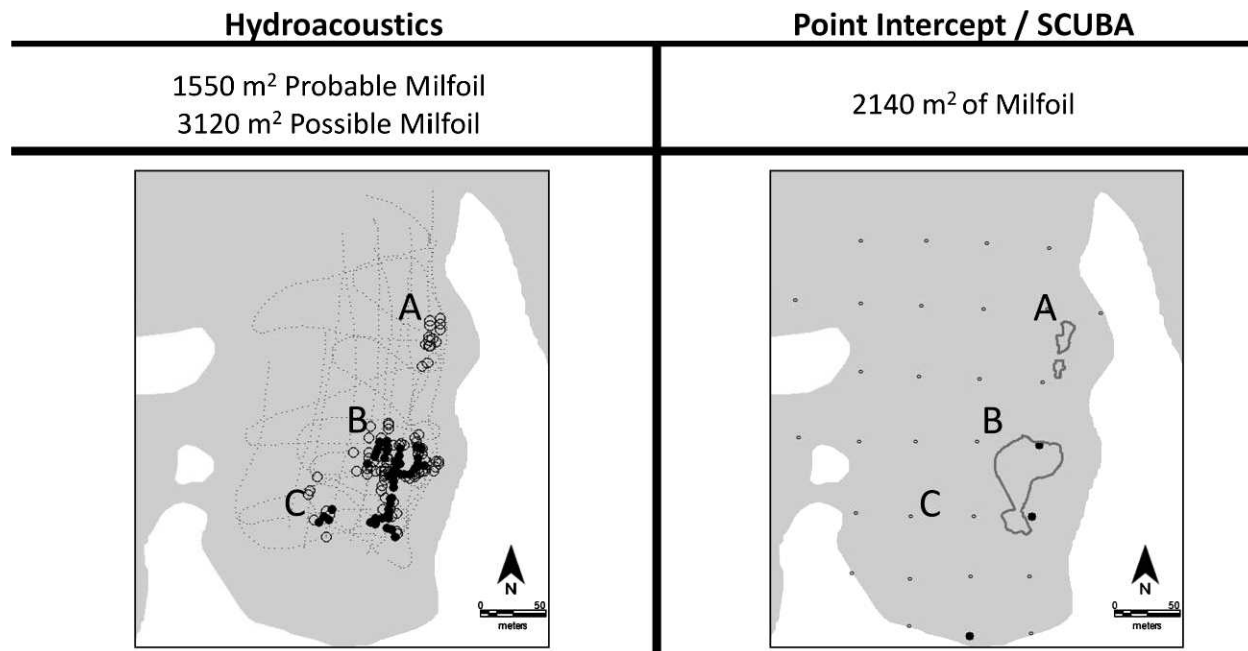 Hydroacoustics
Point Intercept / SCUBA
1550 m² Probable Milfoil
3120 m² Possible Milfoil
2140 m² of Milfoil
A
B
C
N
0 50
meters
A
B
C
N
0 50
meters